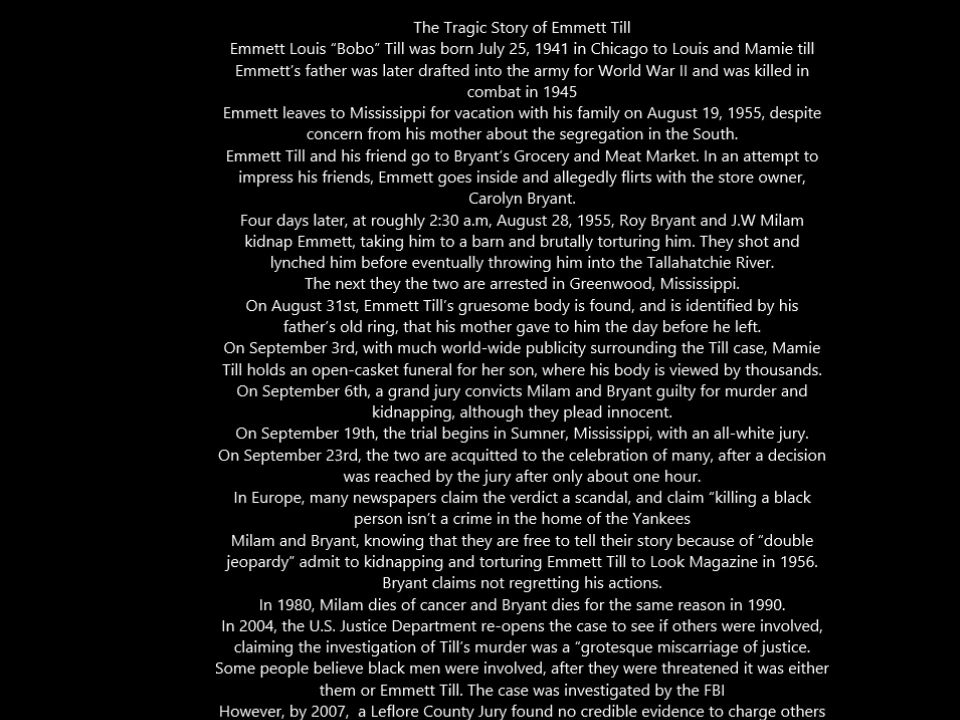 The Tragic Story of Emmett Till
Emmett Louis “Bobo” Till was born July 25, 1941 in Chicago to Louis and Mamie till
Emmett’s father was later drafted into the army for World War II and was killed in
combat in 1945
Emmett leaves to Mississippi for vacation with his family on August 19, 1955, despite
concern from his mother about the segregation in the South.
Emmett Till and his friend go to Bryant’s Grocery and Meat Market. In an attempt to
impress his friends, Emmett goes inside and allegedly flirts with the store owner,
Carolyn Bryant.
Four days later, at roughly 2:30 a.m, August 28, 1955, Roy Bryant and J.W Milam
kidnap Emmett, taking him to a barn and brutally torturing him. They shot and
lynched him before eventually throwing him into the Tallahatchie River.
The next they the two are arrested in Greenwood, Mississippi.
On August 31st, Emmett Till’s gruesome body is found, and is identified by his
father’s old ring, that his mother gave to him the day before he left.
On September 3rd, with much world-wide publicity surrounding the Till case, Mamie
Till holds an open-casket funeral for her son, where his body is viewed by thousands.
On September 6th, a grand jury convicts Milam and Bryant guilty for murder and
kidnapping, although they plead innocent.
On September 19th, the trial begins in Sumner, Mississippi, with an all-white jury.
On September 23rd, the two are acquitted to the celebration of many, after a decision
was reached by the jury after only about one hour.
In Europe, many newspapers claim the verdict a scandal, and claim “killing a black
person isn’t a crime in the home of the Yankees
Milam and Bryant, knowing that they are free to tell their story because of “double
jeopardy” admit to kidnapping and torturing Emmett Till to Look Magazine in 1956.
Bryant claims not regretting his actions.
In 1980, Milam dies of cancer and Bryant dies for the same reason in 1990.
In 2004, the U.S. Justice Department re-opens the case to see if others were involved,
claiming the investigation of Till’s murder was a “grotesque miscarriage of justice.
Some people believe black men were involved, after they were threatened it was either
them or Emmett Till. The case was investigated by the FBI
However, by 2007, a Leflore County Jury found no credible evidence to charge others